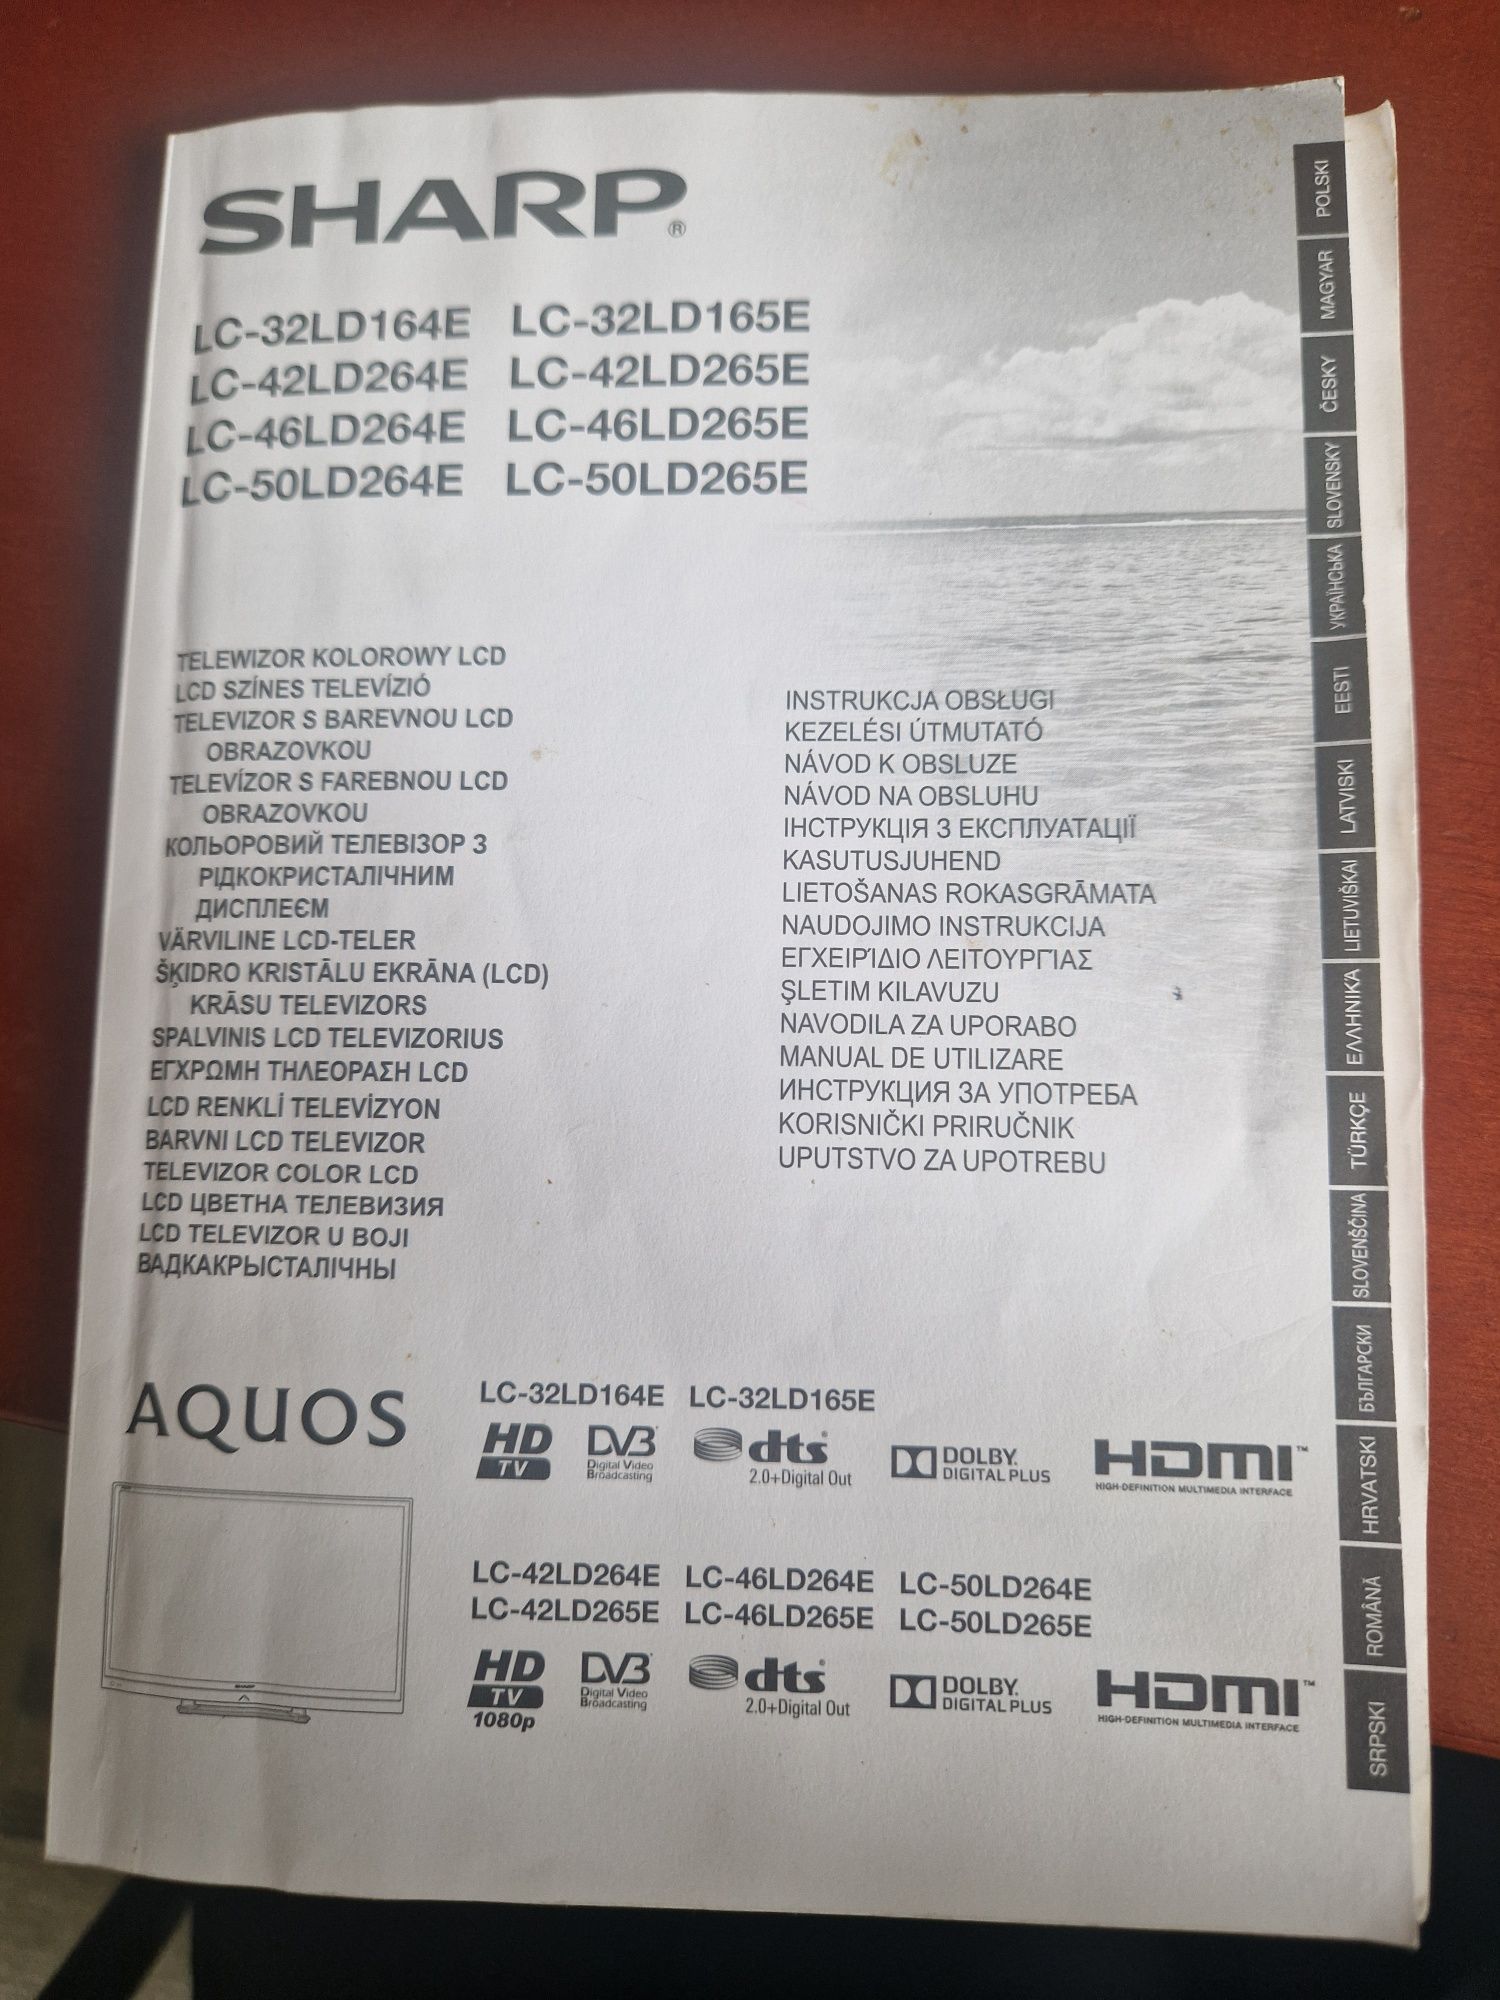 SHARP®
LC-32LD164E LC-32LD165E
LC-42LD264E LC-42LD265E
LC-46LD264E LC-46LD265E
LC-50LD264E LC-50LD265E
TELEWIZOR KOLOROWY LCD
LCD SZÍNES TELEVÍZIÓ
TELEVIZOR S BAREVNOU LCD
OBRAZOVKOU
TELEVÍZOR S FAREBNOU LCD
OBRAZOVKOU
КОЛЬОРОВИЙ ТЕЛЕВІЗОР З
РІДКОКРИСТАЛІЧНИМ
ДИСПЛЕЄМ
VÄRVILINE LCD-TELER
ŠĶIDRO KRISTĀLU EKRĀNA (LCD)
KRĀSU TELEVIZORS
SPALVINIS LCD TELEVIZORIUS
ΕΓΧΡΩΜΗ ΤΗΛΕΟΡΑΣΗ LCD
LCD RENKLİ TELEVİZYON
BARVNI LCD TELEVIZOR
TELEVIZOR COLOR LCD
LCD ЦВЕТНА ТЕЛЕВИЗИЯ
LCD TELEVIZOR U BOJI
ВАДКАКРЫСТАЛІЧНЫ
INSTRUKCJA OBSŁUGI
KEZELÉSI ÚTMUTATÓ
NÁVOD K OBSLUZE
NÁVOD NA OBSLUHU
ІНСТРУКЦІЯ З ЕКСПЛУАТАЦІЇ
KASUTUSJUHEND
LIETOŠANAS ROKASGRĀMATA
NAUDOJIMO INSTRUKCIJA
ΕΓΧΕΙΡΊΔΙΟ ΛΕΙΤΟΥΡΓΊΑΣ
ŞLETIM KILAVUZU
NAVODILA ZA UPORABO
MANUAL DE UTILIZARE
ИНСТРУКЦИЯ ЗА УПОТРЕБА
KORISNIČKI PRIRUČNIK
UPUTSTVO ZA UPOTREBU
POLSKI
MAGYAR
ČESKY
SLOVENSKY
УКРАЇНСЬКА
EESTI
LATVISKI
LIETUVIŠKAI
ΕΛΛΗΝΙΚΑ
TÜRKÇE
SLOVENŠČINA
БЪЛГАРСКИ
HRVATSKI
ROMÂNĂ
SRPSKI
AQUOS
LC-32LD164E LC-32LD165E
HD TV DVB Digital Video Broadcasting dts 2.0+Digital Out DOLBY. DIGITAL PLUS HDMI™ HIGH-DEFINITION MULTIMEDIA INTERFACE
LC-42LD264E LC-46LD264E LC-50LD264E
LC-42LD265E LC-46LD265E LC-50LD265E
HD TV 1080p DVB Digital Video Broadcasting dts 2.0+Digital Out DOLBY. DIGITAL PLUS HDMI™ HIGH-DEFINITION MULTIMEDIA INTERFACE
SHARP